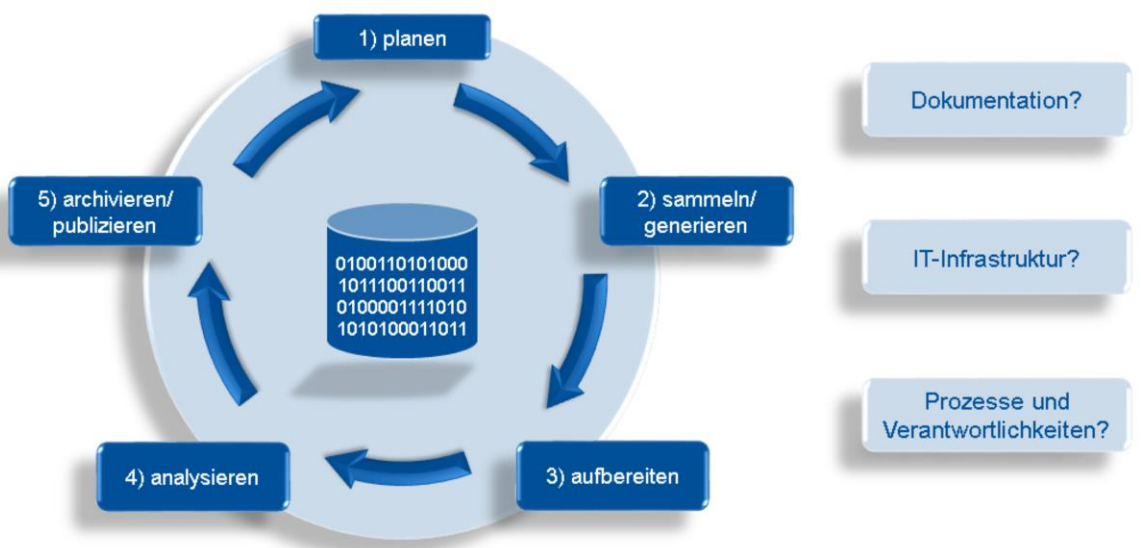 1) planen
2) sammeln/
generieren
3) aufbereiten
4) analysieren
5) archivieren/
publizieren
0100110101000
1011100110011
0100001111010
1010100011011
Dokumentation?
IT-Infrastruktur?
Prozesse und
Verantwortlichkeiten?